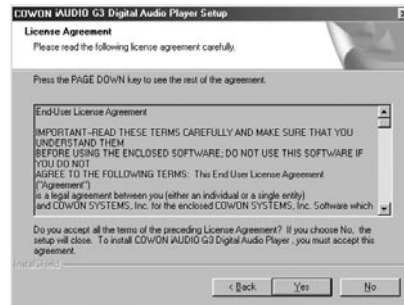 COWON iAUDIO G3 Digital Audio Player Setup
License Agreement
Please read the following license agreement carefully.
Press the PAGE DOWN key to see the rest of the agreement.
End-User License Agreement
IMPORTANT-READ THESE TERMS CAREFULLY AND MAKE SURE THAT YOU
UNDERSTAND THEM
BEFORE USING THE ENCLOSED SOFTWARE; DO NOT USE THIS SOFTWARE IF
YOU DO NOT
AGREE TO THE FOLLOWING TERMS: This End User License Agreement
("Agreement")
is a legal agreement between you (either an individual or a single entity)
and COWON SYSTEMS, Inc. for the enclosed COWON SYSTEMS, Inc. Software which
Do you accept all the terms of the preceding License Agreement? If you choose No, the
setup will close. To install COWON iAUDIO G3 Digital Audio Player , you must accept this
agreement.
InstallShield
< Back
Yes
No